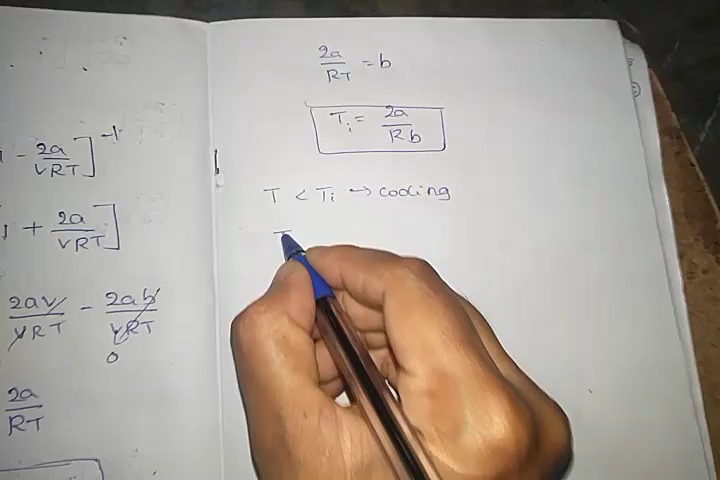 - 2a/VRT]⁻¹
+ 2a/VRT]
2av/VRT - 2ab/VRT
0
2a/RT
2a/RT = b
Tᵢ = 2a/Rb
T < Tᵢ → cooling
T